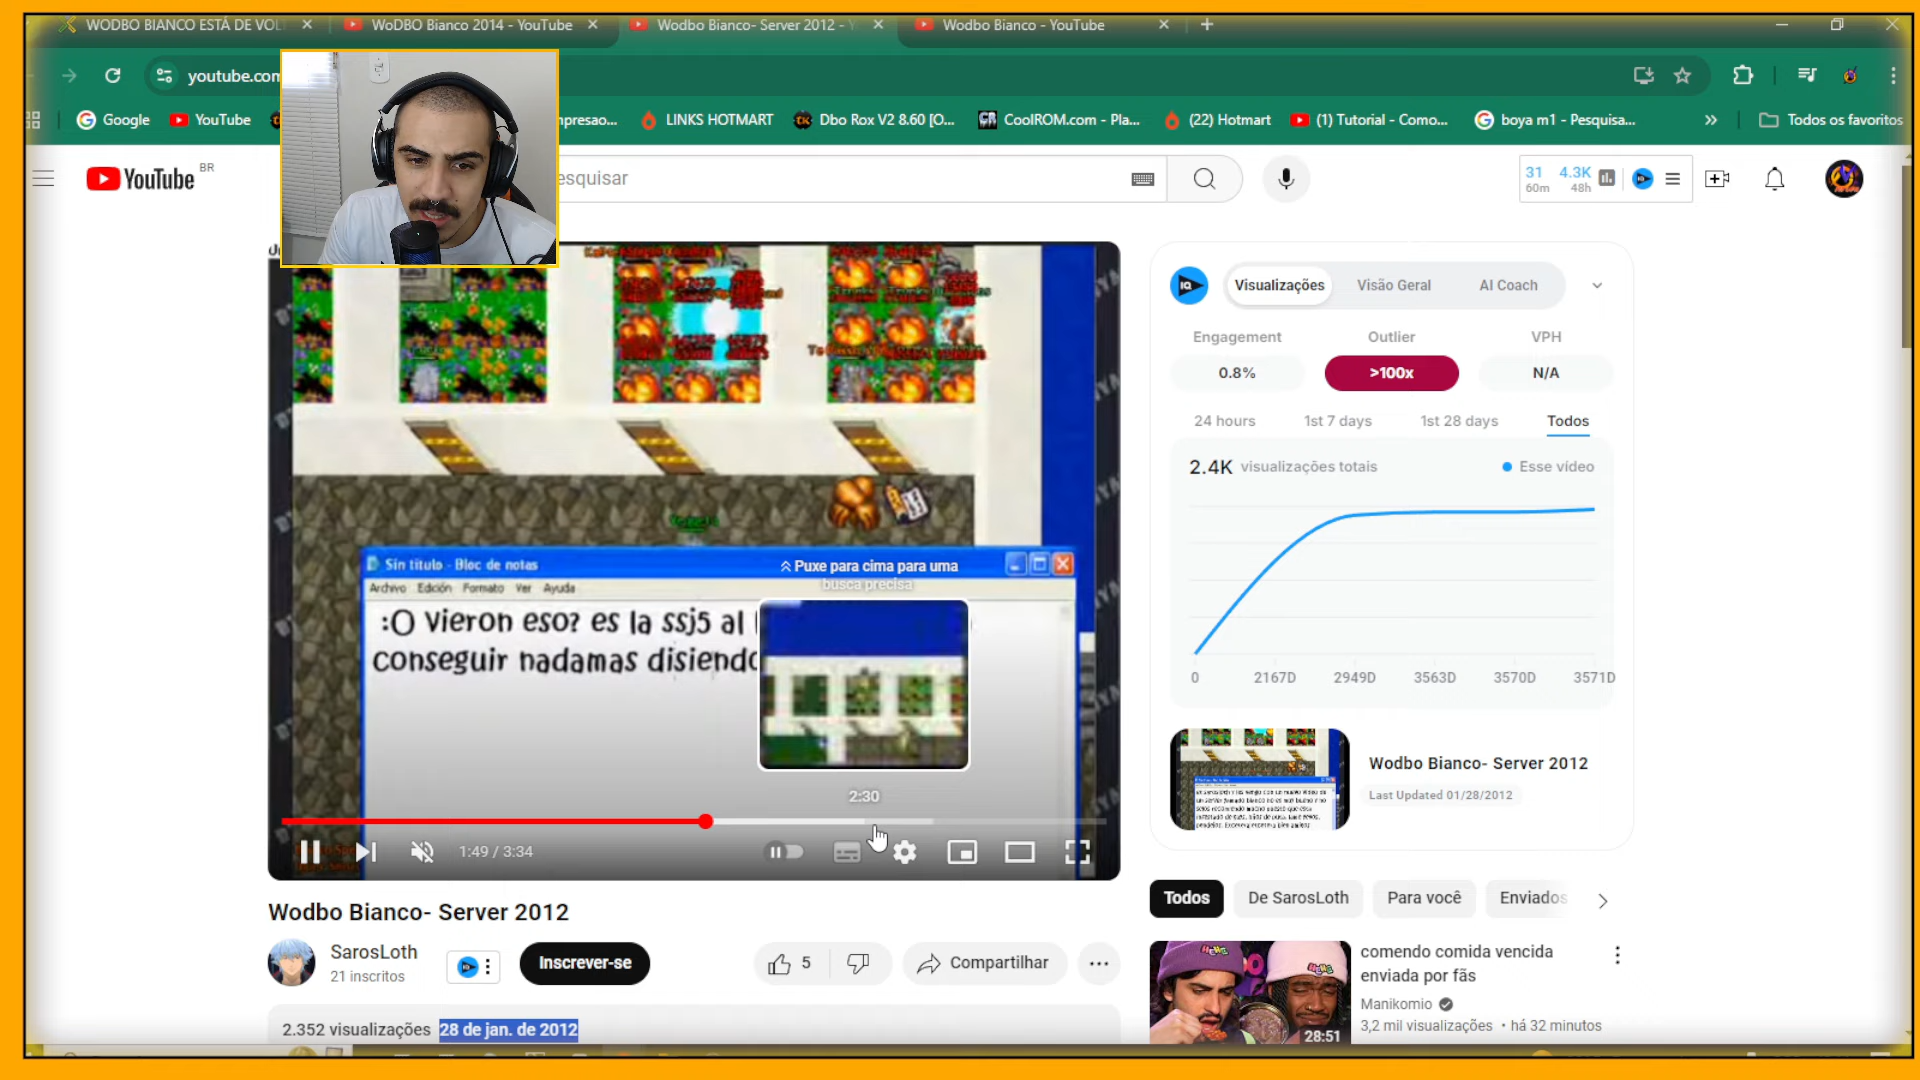 WODBO BIANCO ESTÁ DE VOL
WoDBO Bianco 2014 - YouTube
Wodbo Bianco- Server 2012 - Y
Wodbo Bianco - YouTube
youtube.com
Google
YouTube
mpresao...
LINKS HOTMART
Dbo Rox V2 8.60 [O...
CoolROM.com - Pla...
(22) Hotmart
(1) Tutorial - Como...
boya m1 - Pesquisa...
Todos os favoritos
YouTube BR
esquisar
31
60m
4.3K
48h
Sin titulo - Bloc de notas
Archivo Edición Formato Ver Ayuda
:O Vieron eso? es la ssj5 al
conseguir nadamas disiendo
Puxe para cima para uma
busca precisa
2:30
1:49 / 3:34
Wodbo Bianco- Server 2012
SarosLoth
21 inscritos
Inscrever-se
5
Compartilhar
2.352 visualizações 28 de jan. de 2012
IQ
Visualizações
Visão Geral
AI Coach
Engagement
Outlier
VPH
0.8%
>100x
N/A
24 hours
1st 7 days
1st 28 days
Todos
2.4K visualizações totais
Esse vídeo
0
2167D
2949D
3563D
3570D
3571D
Wodbo Bianco- Server 2012
Last Updated 01/28/2012
Todos
De SarosLoth
Para você
Enviados
comendo comida vencida
enviada por fãs
Manikomio
3,2 mil visualizações • há 32 minutos
28:51